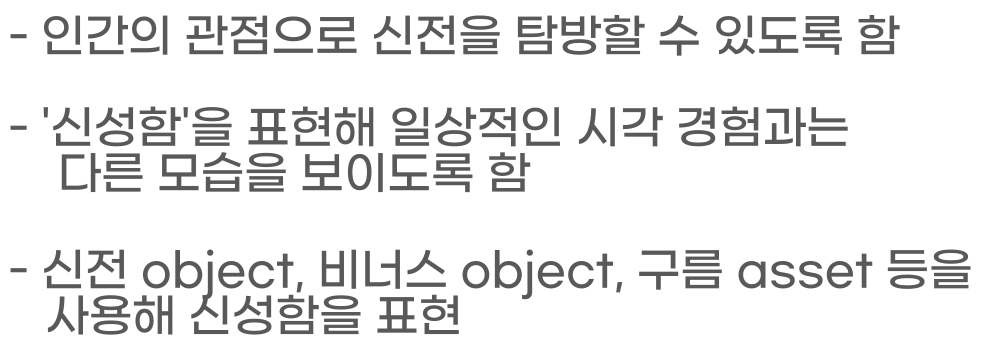 - 인간의 관점으로 신전을 탐방할 수 있도록 함
- '신성함'을 표현해 일상적인 시각 경험과는
다른 모습을 보이도록 함
- 신전 object, 비너스 object, 구름 asset 등을
사용해 신성함을 표현